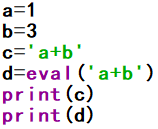 a=1
b=3
c='a+b'
d=eval('a+b')
print(c)
print(d)